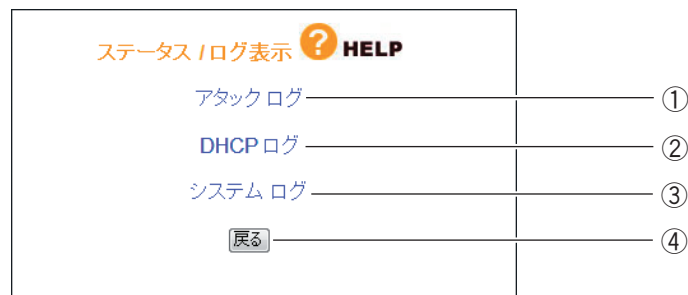 ステータス / ログ表示 ? HELP
アタック ログ ①
DHCP ログ ②
システム ログ ③
戻る ④